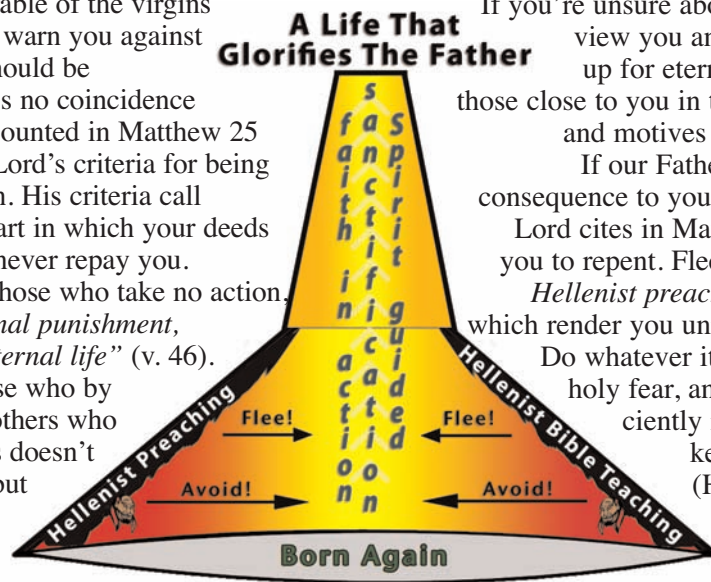 A Life That
Glorifies The Father
able of the virgins
warn you against
ould be
s no coincidence
ounted in Matthew 25
Lord's criteria for being
n. His criteria call
art in which your deeds
never repay you.
hose who take no action,
nal punishment,
ternal life" (v. 46).
se who by
others who
s doesn't
out
faith in action
sanctification
Spirit guided
Hellenist Preaching
Hellenist Bible Teaching
Flee!
Flee!
Avoid!
Avoid!
Born Again
If you're unsure abo
view you an
up for etern
those close to you in t
and motives
If our Fathe
consequence to you
Lord cites in Ma
you to repent. Flee
Hellenist preach
which render you un
Do whatever it
holy fear, an
ciently
ke
(H